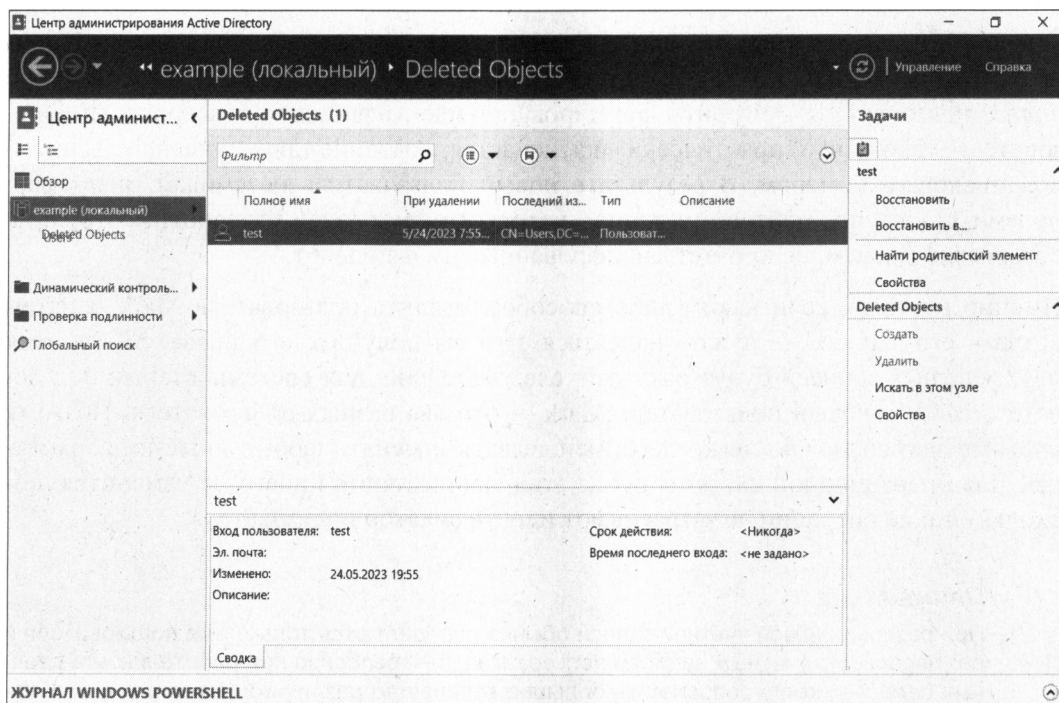 Центр администрирования Active Directory
example (локальный) • Deleted Objects
Управление
Справка
Центр админист...
Deleted Objects (1)
Задачи
Фильтр
test
Обзор
example (локальный)
Deleted Objects
Users
Динамический контроль...
Проверка подлинности
Глобальный поиск
Полное имя
При удалении
Последний из...
Тип
Описание
test
5/24/2023 7:55...
CN=Users,DC=...
Пользоват...
Восстановить
Восстановить в...
Найти родительский элемент
Свойства
Deleted Objects
Создать
Удалить
Искать в этом узле
Свойства
test
Вход пользователя: test
Эл. почта:
Изменено: 24.05.2023 19:55
Описание:
Срок действия: <Никогда>
Время последнего входа: <не задано>
Сводка
ЖУРНАЛ WINDOWS POWERSHELL